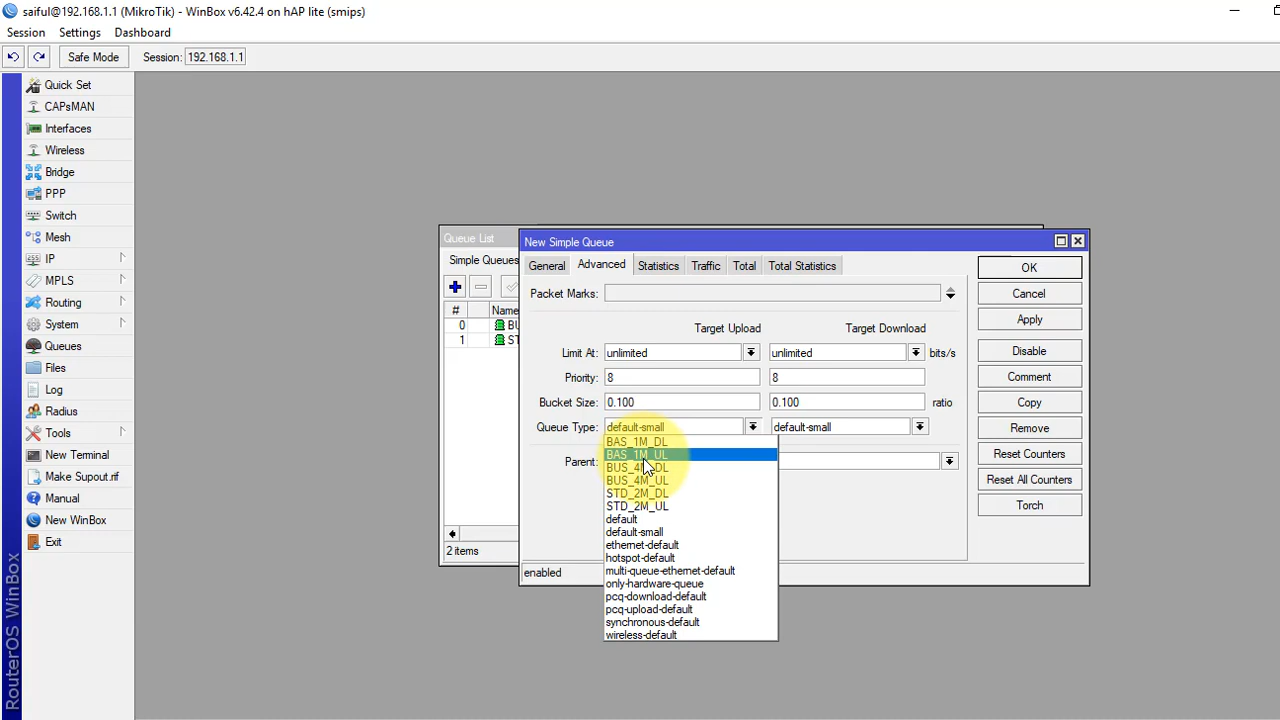 saiful@192.168.1.1 (MikroTik) - WinBox v6.42.4 on hAP lite (smips)
Session Settings Dashboard
Safe Mode Session: 192.168.1.1
Quick Set
CAPsMAN
Interfaces
Wireless
Bridge
PPP
Switch
Mesh
IP
MPLS
Routing
System
Queues
Files
Log
Radius
Tools
New Terminal
Make Supout.rif
Manual
New WinBox
Exit
RouterOS WinBox
Queue List
Simple Queues
# Name
0 BU
1 ST
2 items
New Simple Queue
General Advanced Statistics Traffic Total Total Statistics
Packet Marks:
Target Upload Target Download
Limit At: unlimited unlimited bits/s
Priority: 8 8
Bucket Size: 0.100 0.100 ratio
Queue Type: default-small default-small
Parent:
BAS_1M_DL
BAS_1M_UL
BUS_4M_DL
BUS_4M_UL
STD_2M_DL
STD_2M_UL
default
default-small
ethernet-default
hotspot-default
multi-queue-ethernet-default
only-hardware-queue
pcq-download-default
pcq-upload-default
synchronous-default
wireless-default
enabled
OK
Cancel
Apply
Disable
Comment
Copy
Remove
Reset Counters
Reset All Counters
Torch